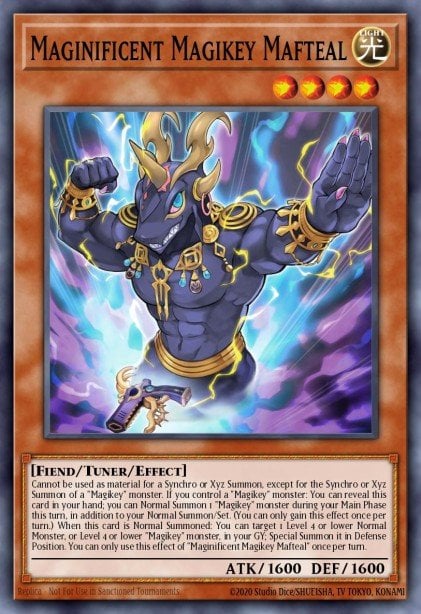 Maginificent Magikey Mafteal
LIGHT
光
[Fiend/Tuner/Effect]
Cannot be used as material for a Synchro or Xyz Summon, except for the Synchro or Xyz
Summon of a "Magikey" monster. If you control a "Magikey" monster: You can reveal
this card in your hand; you can Normal Summon 1 "Magikey" monster during your Main Phase
this turn, in addition to your Normal Summon/Set. (You can only gain this effect once per
turn.) When this card is Normal Summoned: You can target 1 Level 4 or lower Normal
Monster, or Level 4 or lower "Magikey" monster, in your GY; Special Summon it in Defense
Position. You can only use this effect of "Maginificent Magikey Mafteal" once per turn.
ATK/1600 DEF/1600
Replica - Not For Use in Sanctioned Tournaments
©2020 Studio Dice/SHUEISHA, TV TOKYO, KONAMI